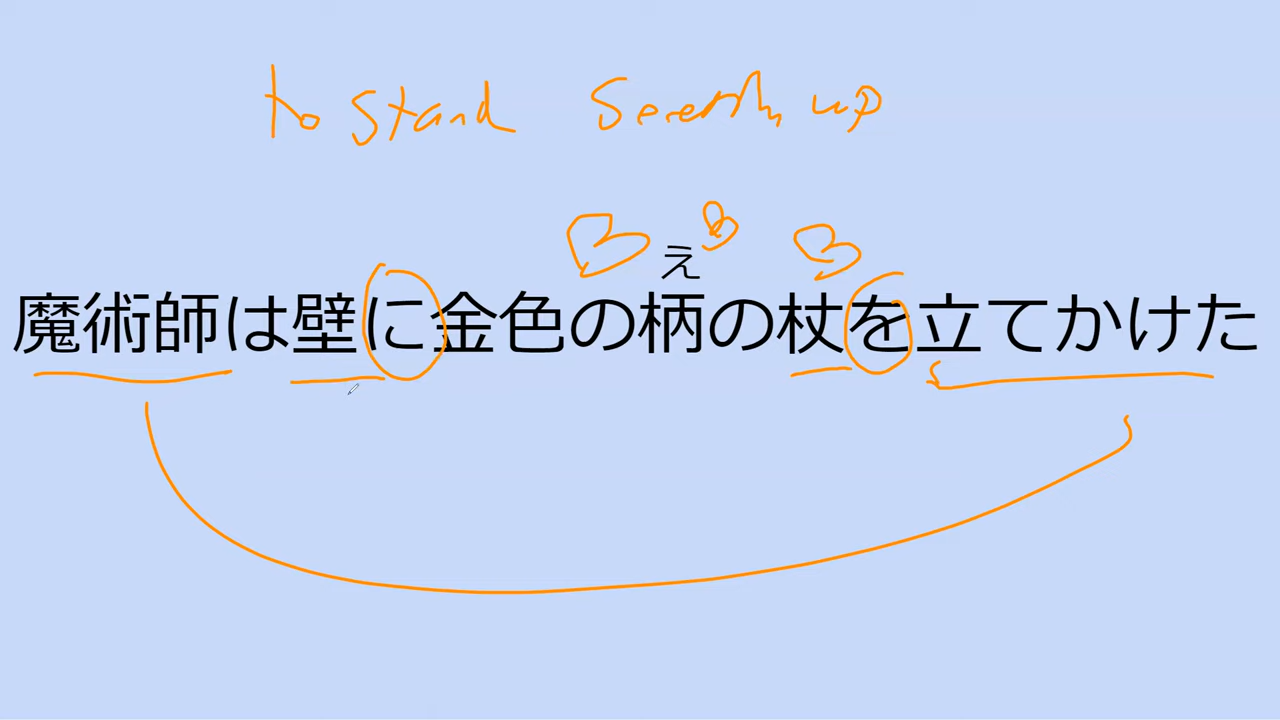 to stand up
え
魔術師は壁に金色の柄の杖を立てかけた